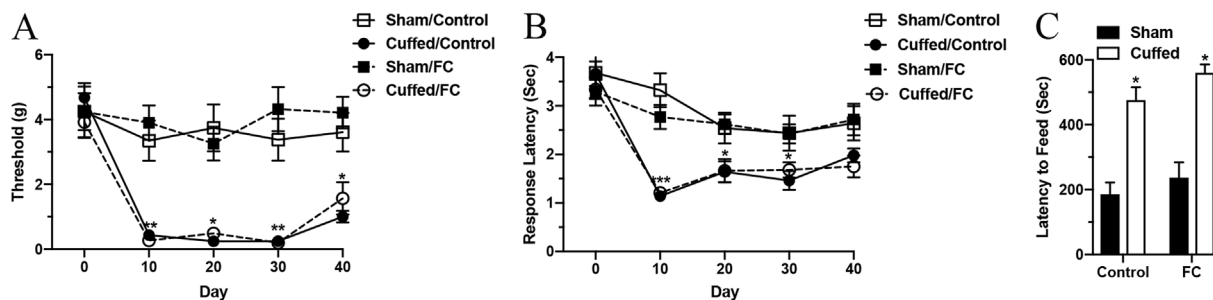 A
Sham/Control
Cuffed/Control
Sham/FC
Cuffed/FC
Threshold (g)
6
4
2
0
**
*
**
*
0
10
20
30
40
Day
B
Sham/Control
Cuffed/Control
Sham/FC
Cuffed/FC
Response Latency (Sec)
4
3
2
1
0
***
*
*
0
10
20
30
40
Day
C
Sham
Cuffed
Latency to Feed (Sec)
600
400
200
0
*
*
Control
FC